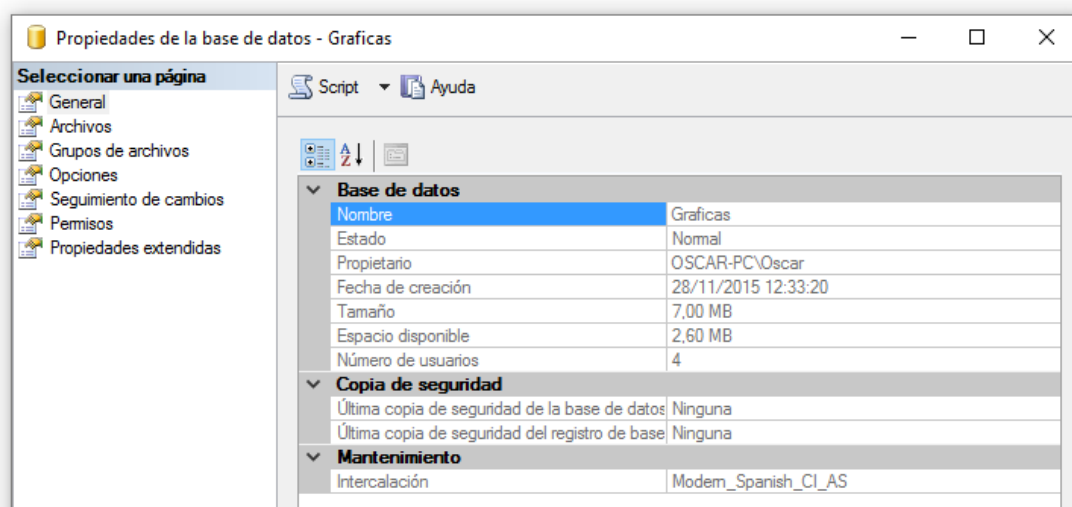 Propiedades de la base de datos - Graficas
Seleccionar una página
General
Archivos
Grupos de archivos
Opciones
Seguimiento de cambios
Permisos
Propiedades extendidas
Script Ayuda
Base de datos
Nombre Graficas
Estado Normal
Propietario OSCAR-PC\Oscar
Fecha de creación 28/11/2015 12:33:20
Tamaño 7,00 MB
Espacio disponible 2,60 MB
Número de usuarios 4
Copia de seguridad
Última copia de seguridad de la base de datos Ninguna
Última copia de seguridad del registro de base Ninguna
Mantenimiento
Intercalación Modern_Spanish_CI_AS